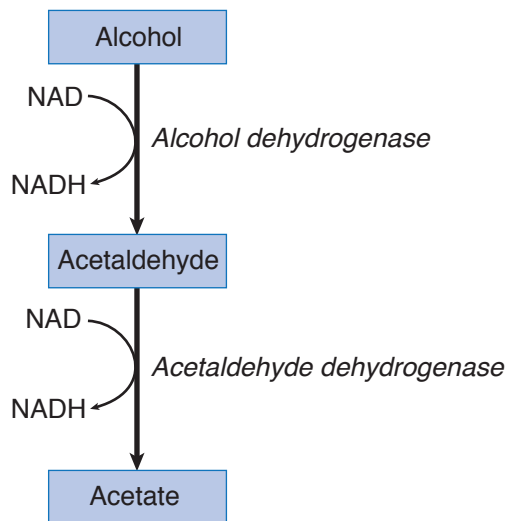 Alcohol
NAD
Alcohol dehydrogenase
NADH
Acetaldehyde
NAD
Acetaldehyde dehydrogenase
NADH
Acetate